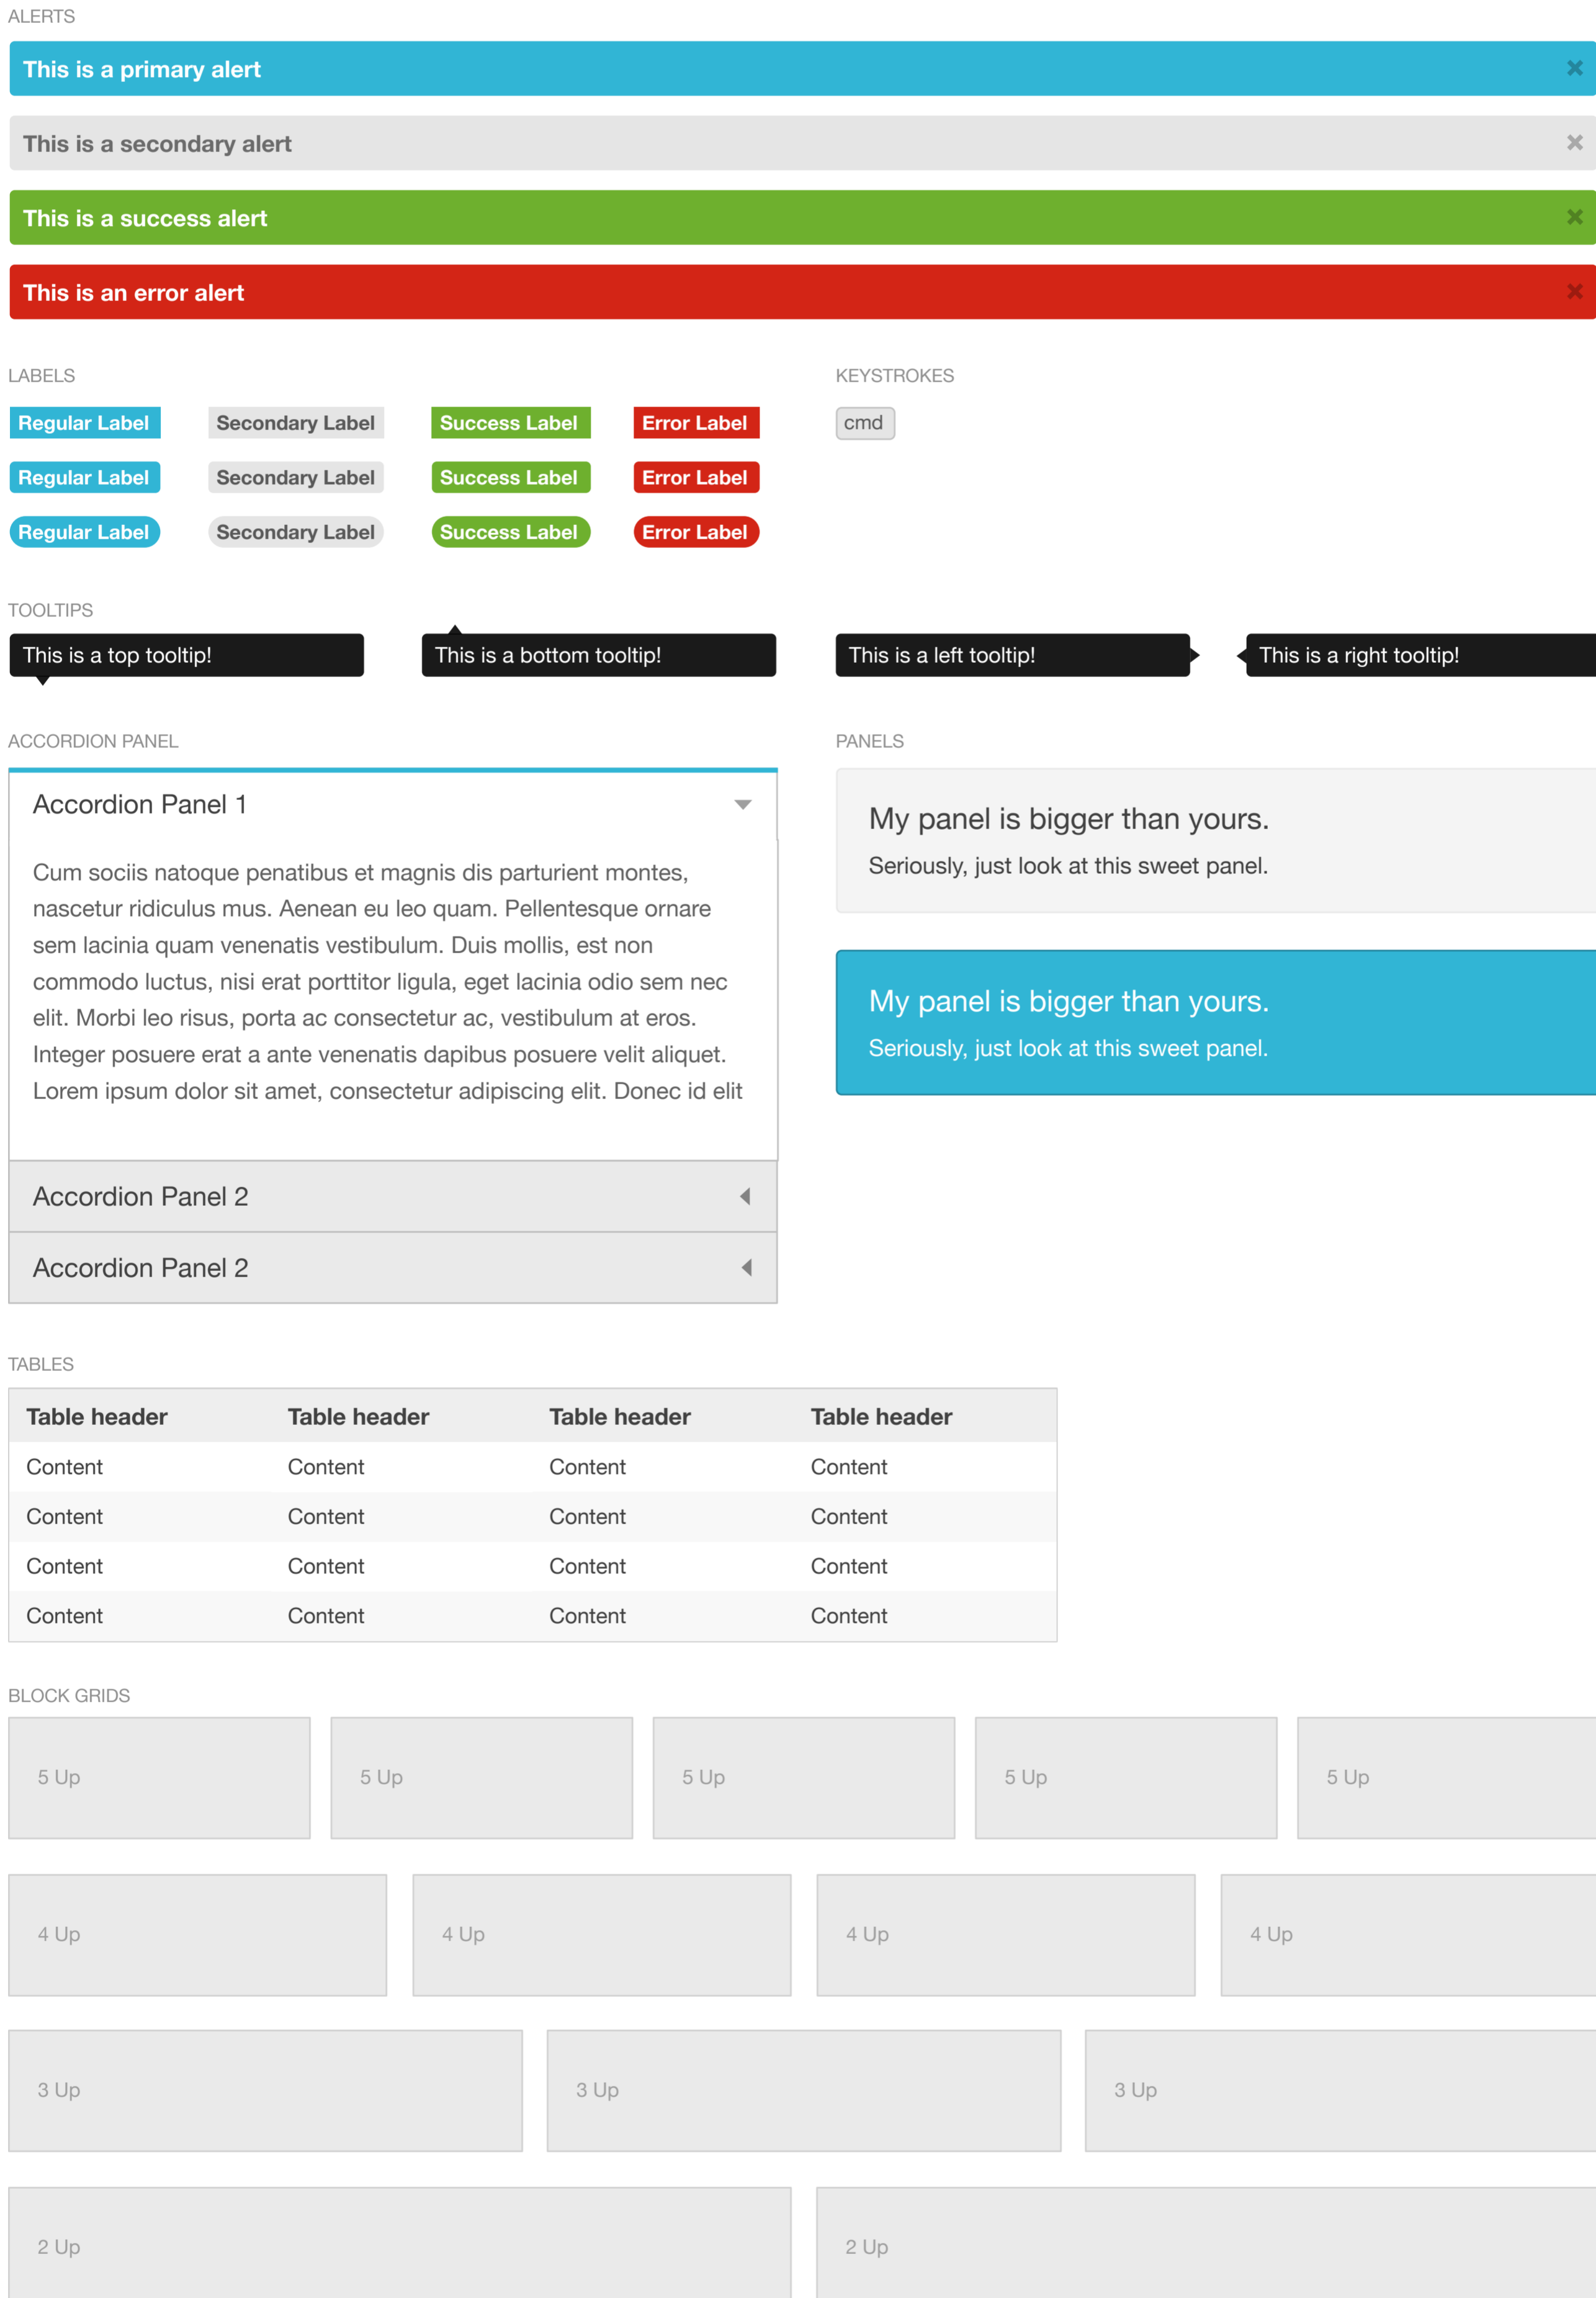 ALERTS
This is a primary alert
This is a secondary alert
This is a success alert
This is an error alert
LABELS
Regular Label Secondary Label Success Label Error Label
Regular Label Secondary Label Success Label Error Label
Regular Label Secondary Label Success Label Error Label
KEYSTROKES
cmd
TOOLTIPS
This is a top tooltip! This is a bottom tooltip! This is a left tooltip! This is a right tooltip!
ACCORDION PANEL
Accordion Panel 1
Cum sociis natoque penatibus et magnis dis parturient montes,
nascetur ridiculus mus. Aenean eu leo quam. Pellentesque ornare
sem lacinia quam venenatis vestibulum. Duis mollis, est non
commodo luctus, nisi erat porttitor ligula, eget lacinia odio sem nec
elit. Morbi leo risus, porta ac consectetur ac, vestibulum at eros.
Integer posuere erat a ante venenatis dapibus posuere velit aliquet.
Lorem ipsum dolor sit amet, consectetur adipiscing elit. Donec id elit
Accordion Panel 2
Accordion Panel 2
PANELS
My panel is bigger than yours.
Seriously, just look at this sweet panel.
My panel is bigger than yours.
Seriously, just look at this sweet panel.
TABLES
Table header Table header Table header Table header
Content Content Content Content
Content Content Content Content
Content Content Content Content
Content Content Content Content
BLOCK GRIDS
5 Up 5 Up 5 Up 5 Up 5 Up
4 Up 4 Up 4 Up 4 Up
3 Up 3 Up 3 Up
2 Up 2 Up